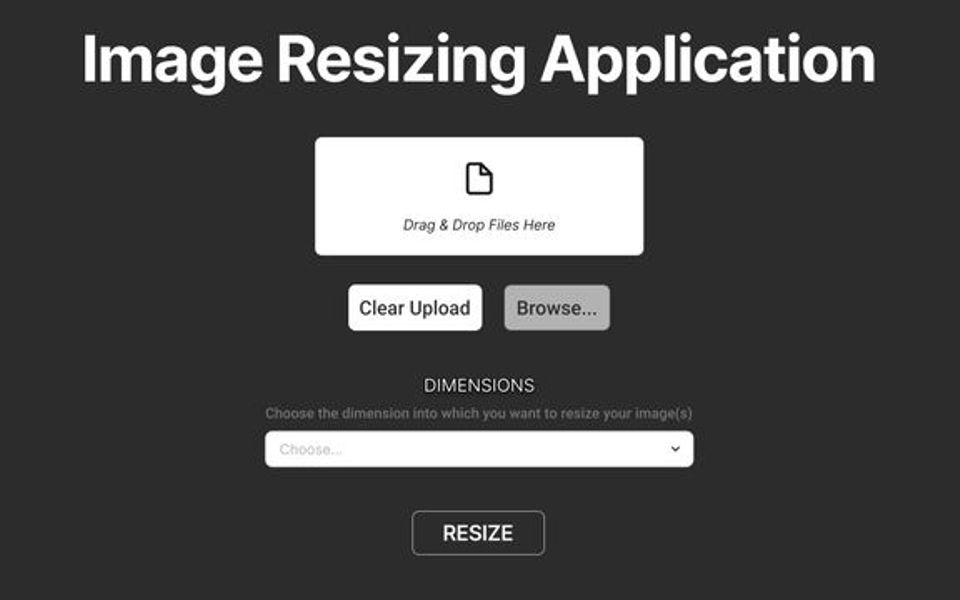 Image Resizing Application
Drag & Drop Files Here
Clear Upload
Browse...
DIMENSIONS
Choose the dimension into which you want to resize your image(s)
Choose...
RESIZE